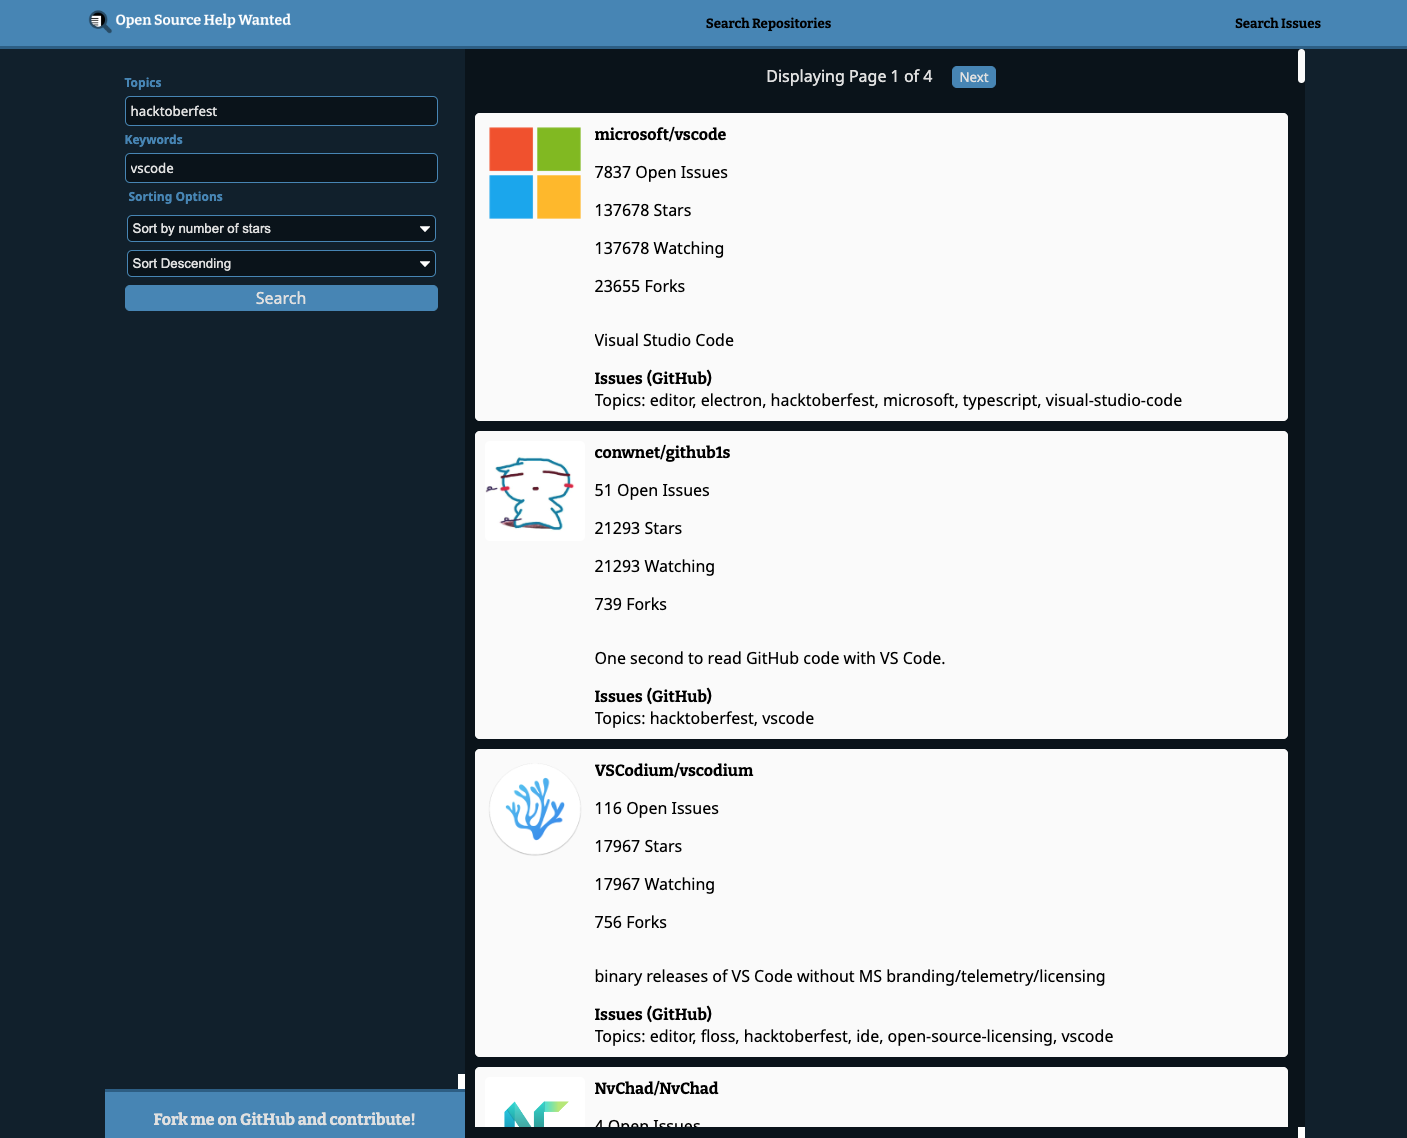 Open Source Help Wanted
Search Repositories
Search Issues
Topics
hacktoberfest
Keywords
vscode
Sorting Options
Sort by number of stars
Sort Descending
Search
Fork me on GitHub and contribute!
Displaying Page 1 of 4
Next
microsoft/vscode
7837 Open Issues
137678 Stars
137678 Watching
23655 Forks
Visual Studio Code
Issues (GitHub)
Topics: editor, electron, hacktoberfest, microsoft, typescript, visual-studio-code
conwnet/github1s
51 Open Issues
21293 Stars
21293 Watching
739 Forks
One second to read GitHub code with VS Code.
Issues (GitHub)
Topics: hacktoberfest, vscode
VSCodium/vscodium
116 Open Issues
17967 Stars
17967 Watching
756 Forks
binary releases of VS Code without MS branding/telemetry/licensing
Issues (GitHub)
Topics: editor, floss, hacktoberfest, ide, open-source-licensing, vscode
NvChad/NvChad
4 Open Issues